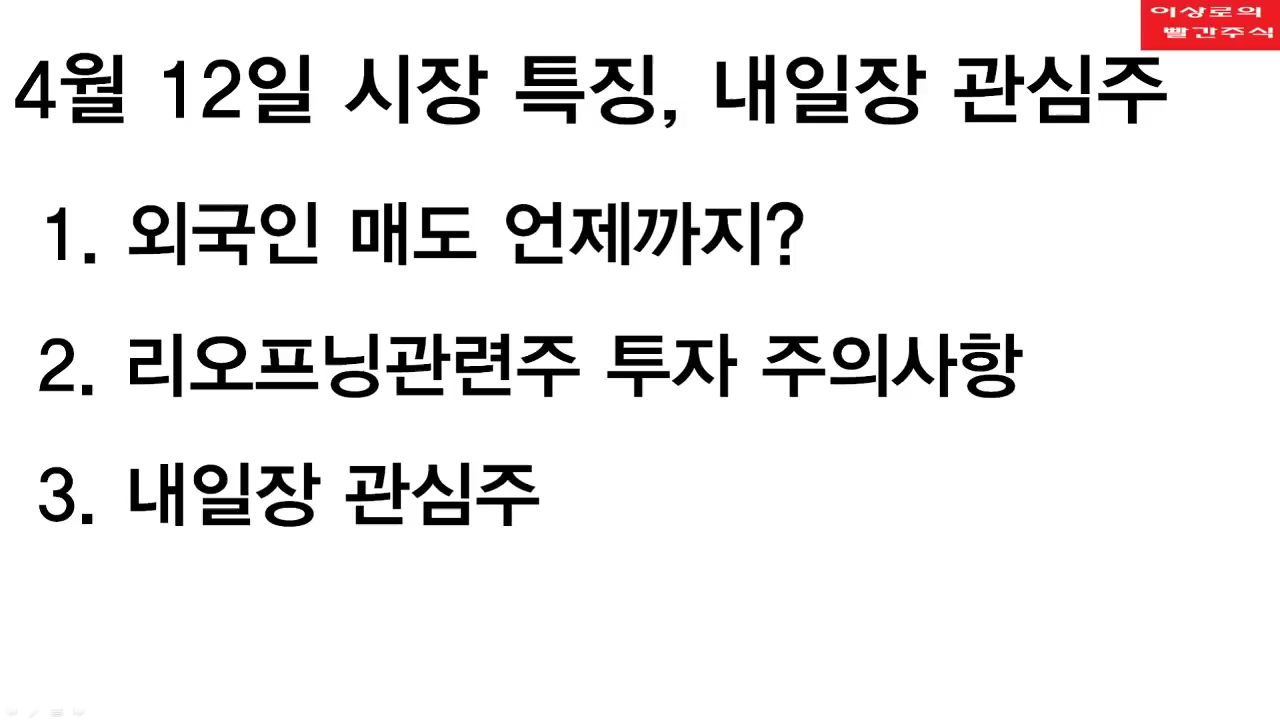 이상로의
빨간주식
4월 12일 시장 특징, 내일장 관심주
1. 외국인 매도 언제까지?
2. 리오프닝관련주 투자 주의사항
3. 내일장 관심주